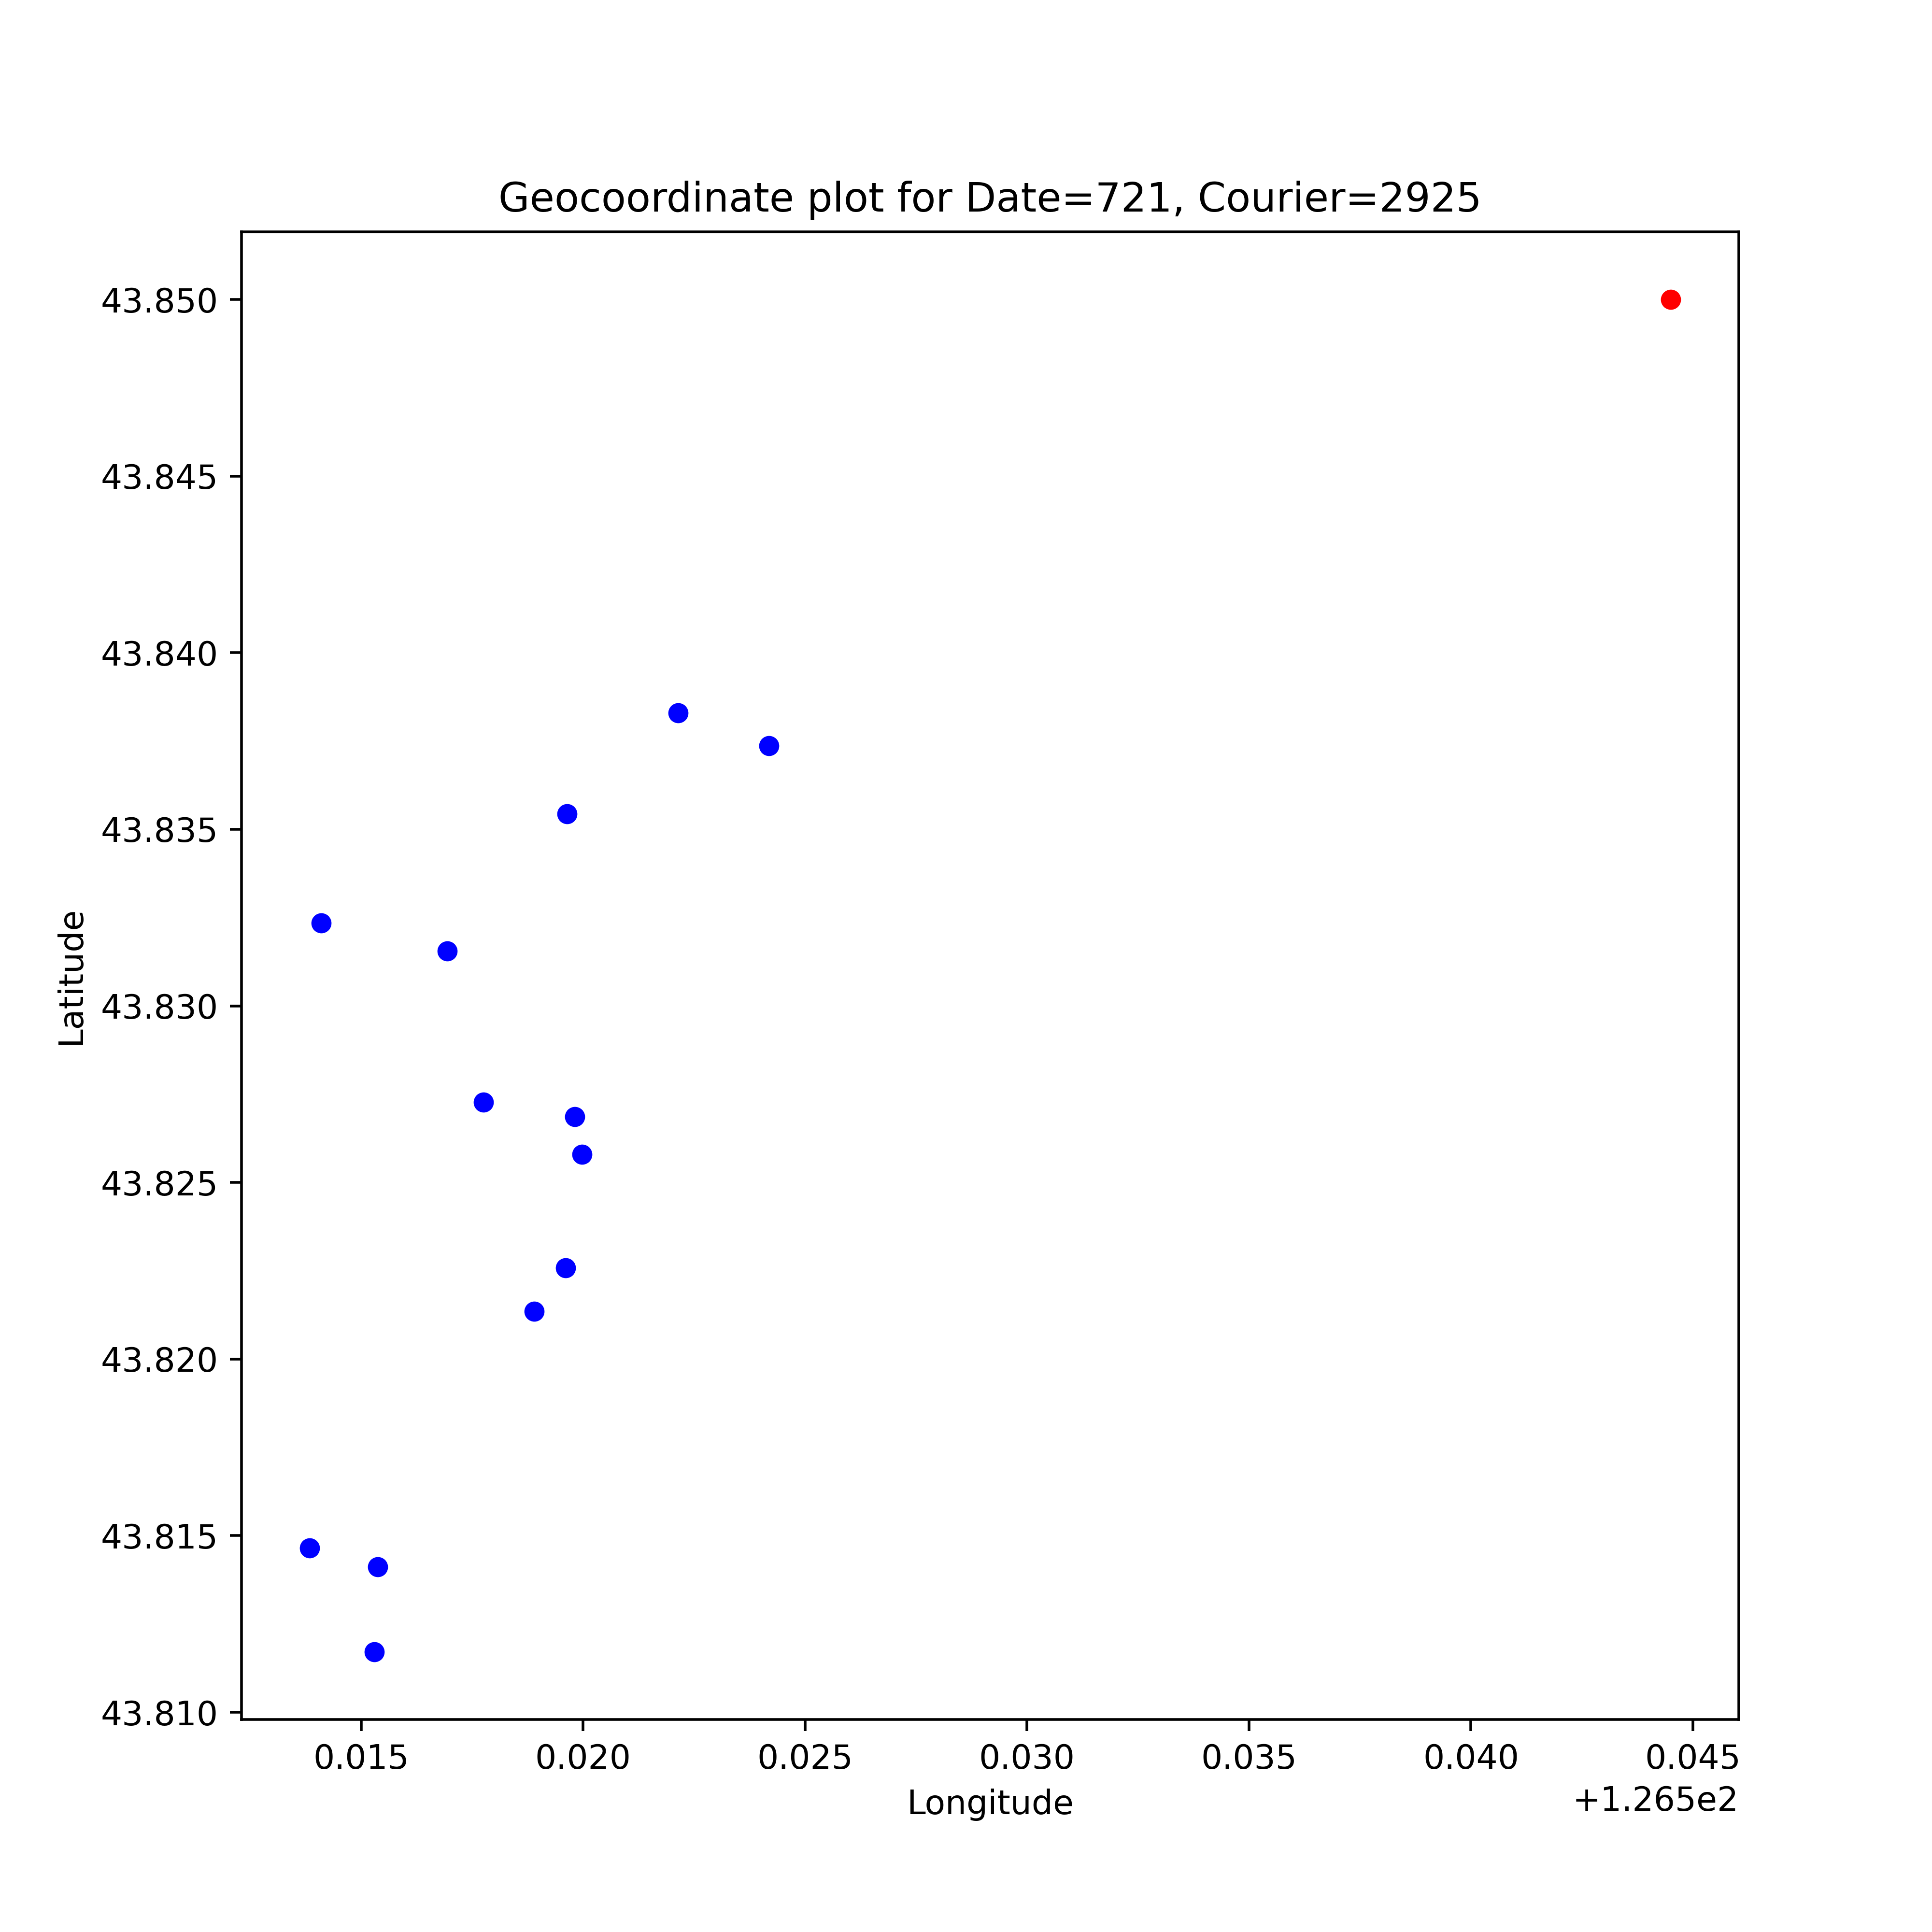 Geocoordinate plot for Date=721, Courier=2925
43.850
43.845
43.840
43.835
43.830
43.825
43.820
43.815
43.810
Latitude
0.015 0.020 0.025 0.030 0.035 0.040 0.045
+1.265e2
Longitude